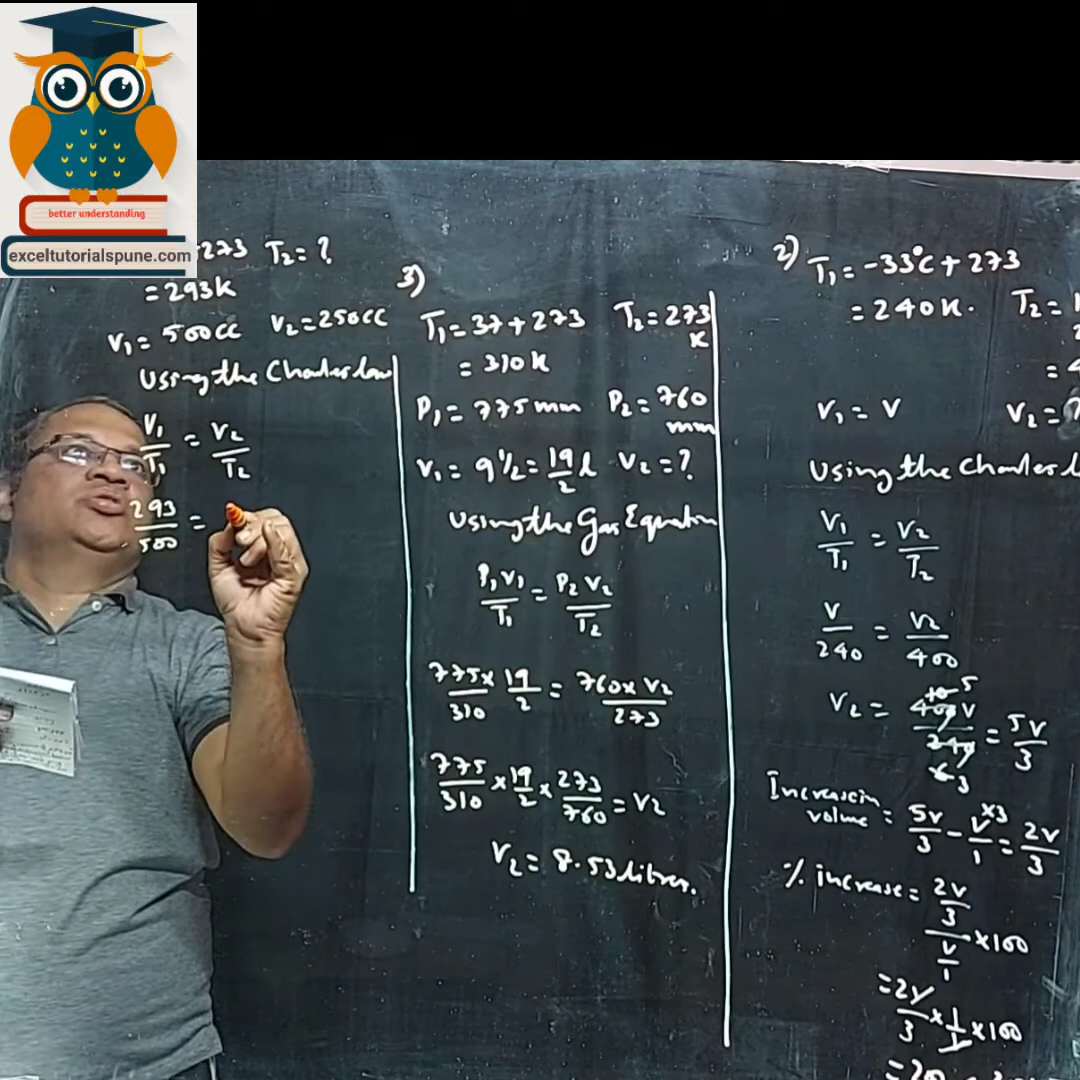 better understanding
exceltutorialspune.com
273 T₂ = ?
= 293K
V₁ = 500cc V₂ = 250cc
Using the Charles law
V₁/T₁ = V₂/T₂
293/500 =
3)
T₁ = 37 + 273 T₂ = 273 K
= 310K
P₁ = 775 mm P₂ = 760 mm
V₁ = 9 1/2 = 19/2 l V₂ = ?
Using the Gas Equation
P₁V₁/T₁ = P₂V₂/T₂
775 × 19/310 2 = 760 × V₂/273
775/310 × 19/2 × 273/760 = V₂
V₂ = 8.53 litres.
2)
T₁ = -33°C + 273
= 240K. T₂ =
V₁ = V V₂ = ?
Using the Charles
V₁/T₁ = V₂/T₂
V/240 = V₂/400
V₂ = 400V/240 = 5V/3
Increase in volume = 5V/3 - V×3/1 = 2V/3
% increase = 2V/3 / V/1 × 100
= 2V/3 × 1/V × 100